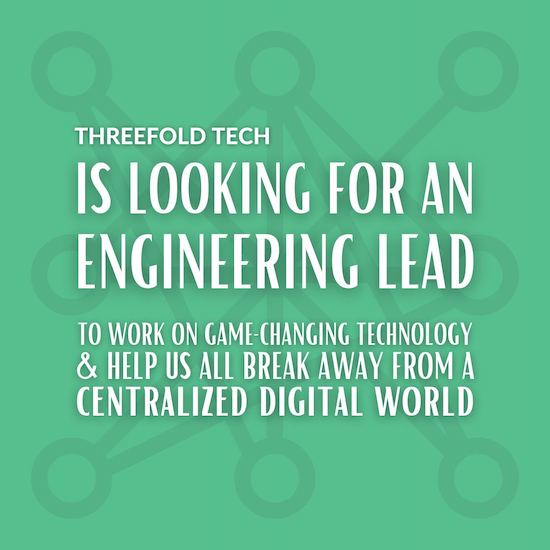 THREEFOLD TECH
IS LOOKING FOR AN
ENGINEERING LEAD
TO WORK ON GAME-CHANGING TECHNOLOGY
& HELP US ALL BREAK AWAY FROM A
CENTRALIZED DIGITAL WORLD